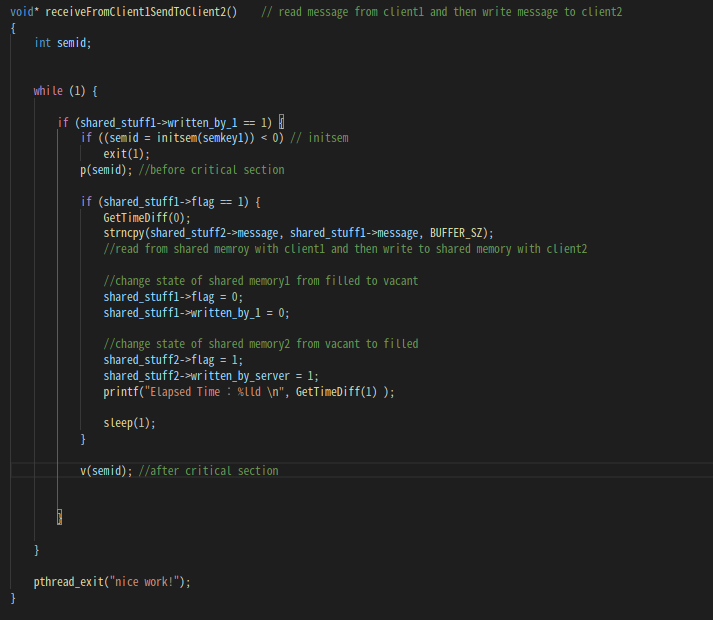 void* receiveFromClient1SendToClient2()    // read message from client1 and then write message to client2
{
    int semid;
    while (1) {
        if (shared_stuff1->written_by_1 == 1) {
            if ((semid = initsem(semkey1)) < 0) // initsem
                exit(1);
            p(semid); //before critical section
            if (shared_stuff1->flag == 1) {
                GetTimeDiff(0);
                strncpy(shared_stuff2->message, shared_stuff1->message, BUFFER_SZ);
                //read from shared memroy with client1 and then write to shared memory with client2
                //change state of shared memory1 from filled to vacant
                shared_stuff1->flag = 0;
                shared_stuff1->written_by_1 = 0;
                //change state of shared memory2 from vacant to filled
                shared_stuff2->flag = 1;
                shared_stuff2->written_by_server = 1;
                printf("Elapsed Time : %lld \n", GetTimeDiff(1) );
                sleep(1);
            }
            v(semid); //after critical section
        }
    }
    pthread_exit("nice work!");
}